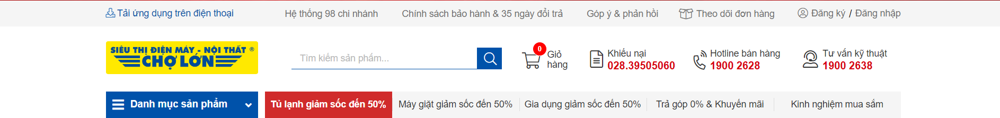 Tải ứng dụng trên điện thoại
Hệ thống 98 chi nhánh
Chính sách bảo hành & 35 ngày đổi trả
Góp ý & phản hồi
Theo dõi đơn hàng
Đăng ký / Đăng nhập
SIÊU THỊ ĐIỆN MÁY - NỘI THẤT ®
CHỢ LỚN
Tìm kiếm sản phẩm...
0
Giỏ
hàng
Khiếu nại
028.39505060
Hotline bán hàng
1900 2628
Tư vấn kỹ thuật
1900 2638
Danh mục sản phẩm
Tủ lạnh giảm sốc đến 50%
Máy giặt giảm sốc đến 50%
Gia dụng giảm sốc đến 50%
Trả góp 0% & Khuyến mãi
Kinh nghiệm mua sắm